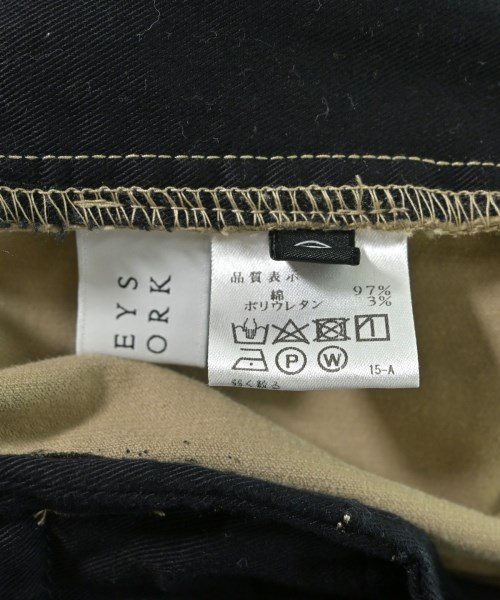 EYS
ORK
品質表示
綿 97%
ポリウレタン 3%
P W
15-A